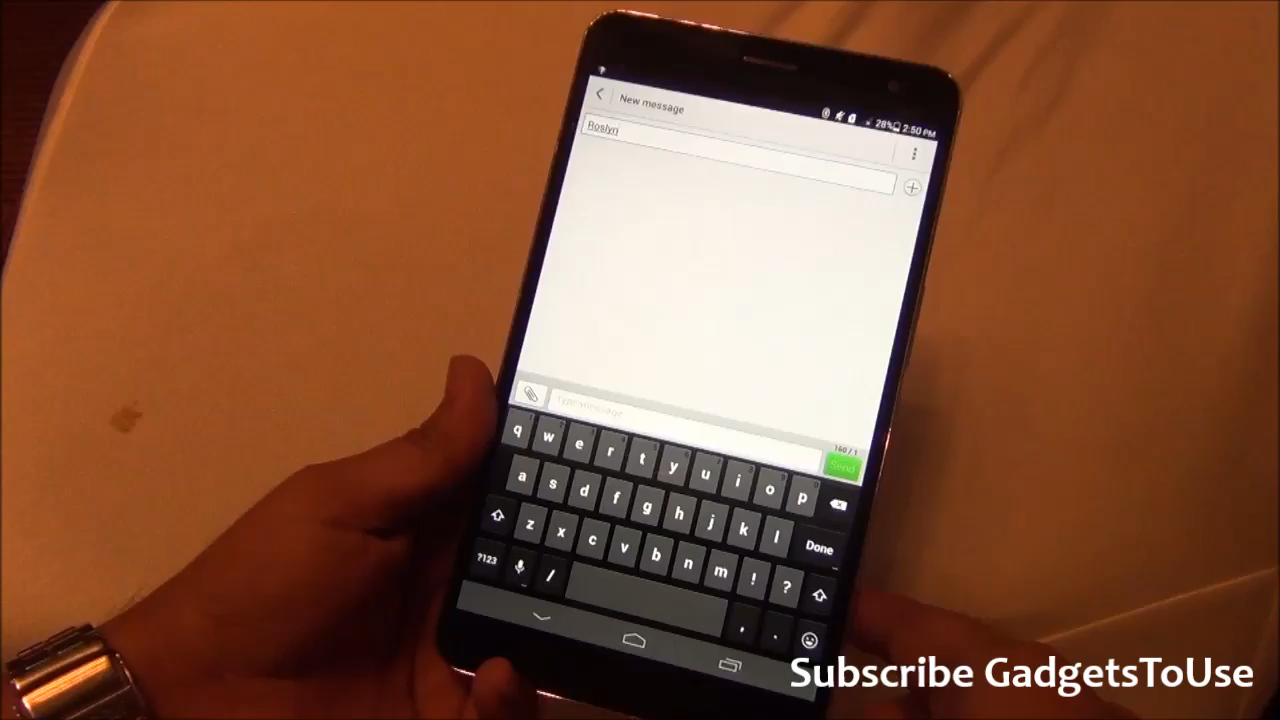 28% 2:50 PM
New message
Roslyn
Type message
160 / 1
Send
q w e r t y u i o p
a s d f g h j k l
Done
z x c v b n m ! ?
?123 / , .
Subscribe GadgetsToUse